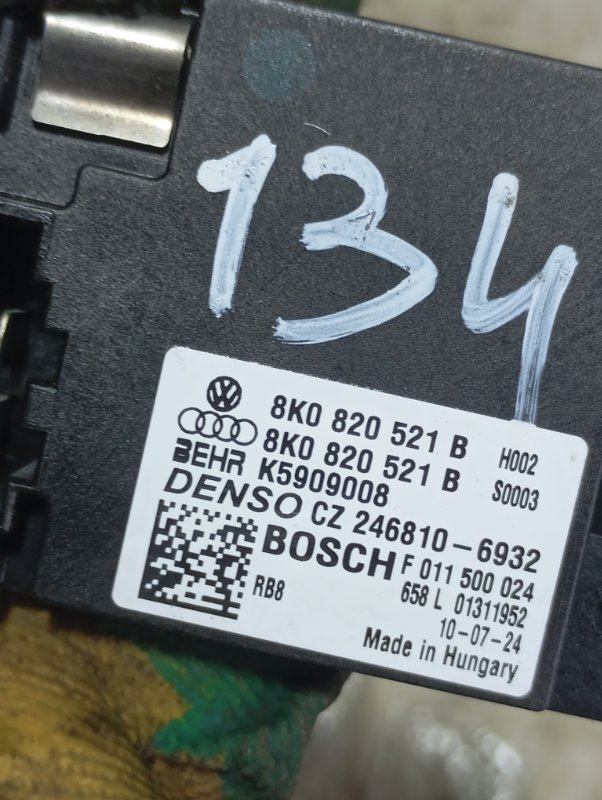 134
8K0 820 521 B H002
8K0 820 521 B S0003
BEHR K5909008
DENSO CZ 246810-6932
BOSCH F 011 500 024
RB8 658 L 01311952
10-07-24
Made in Hungary